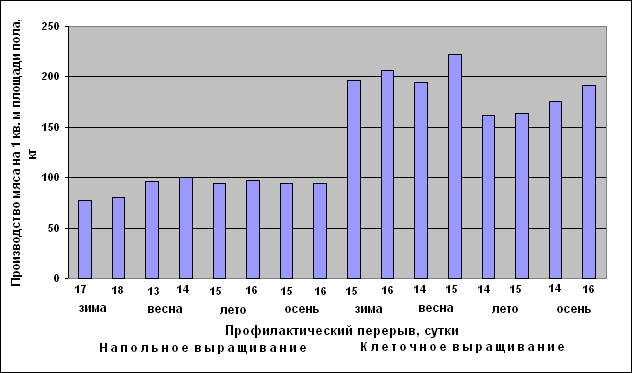 Производство мяса на 1 кв. м площади пола,
кг
250
200
150
100
50
0
17 18 13 14 15 16 15 16 15 16 14 15 14 15 14 16
зима весна лето осень зима весна лето осень
Профилактический перерыв, сутки
Напольное выращивание Клеточное выращивание